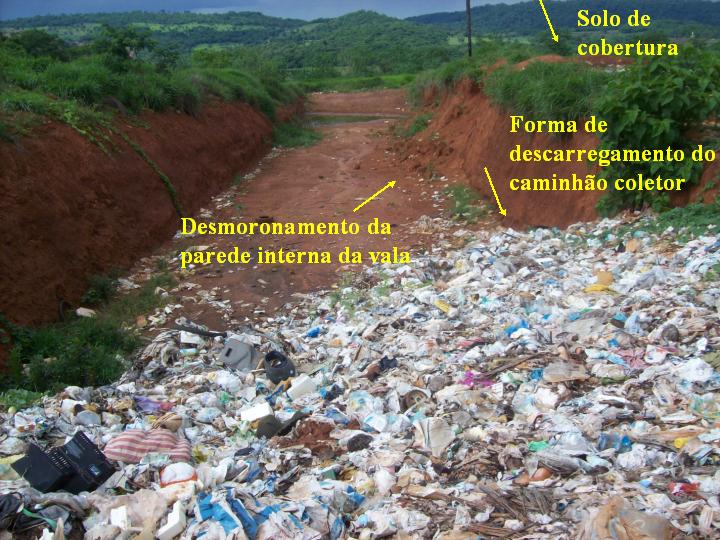 Solo de
cobertura
Forma de
descarregamento do
caminhão coletor
Desmoronamento da
parede interna da vala